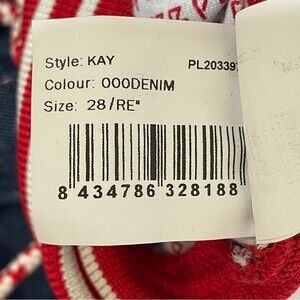 Style: KAY PL20339
Colour: 000DENIM
Size: 28/RE"
8 434786 328188